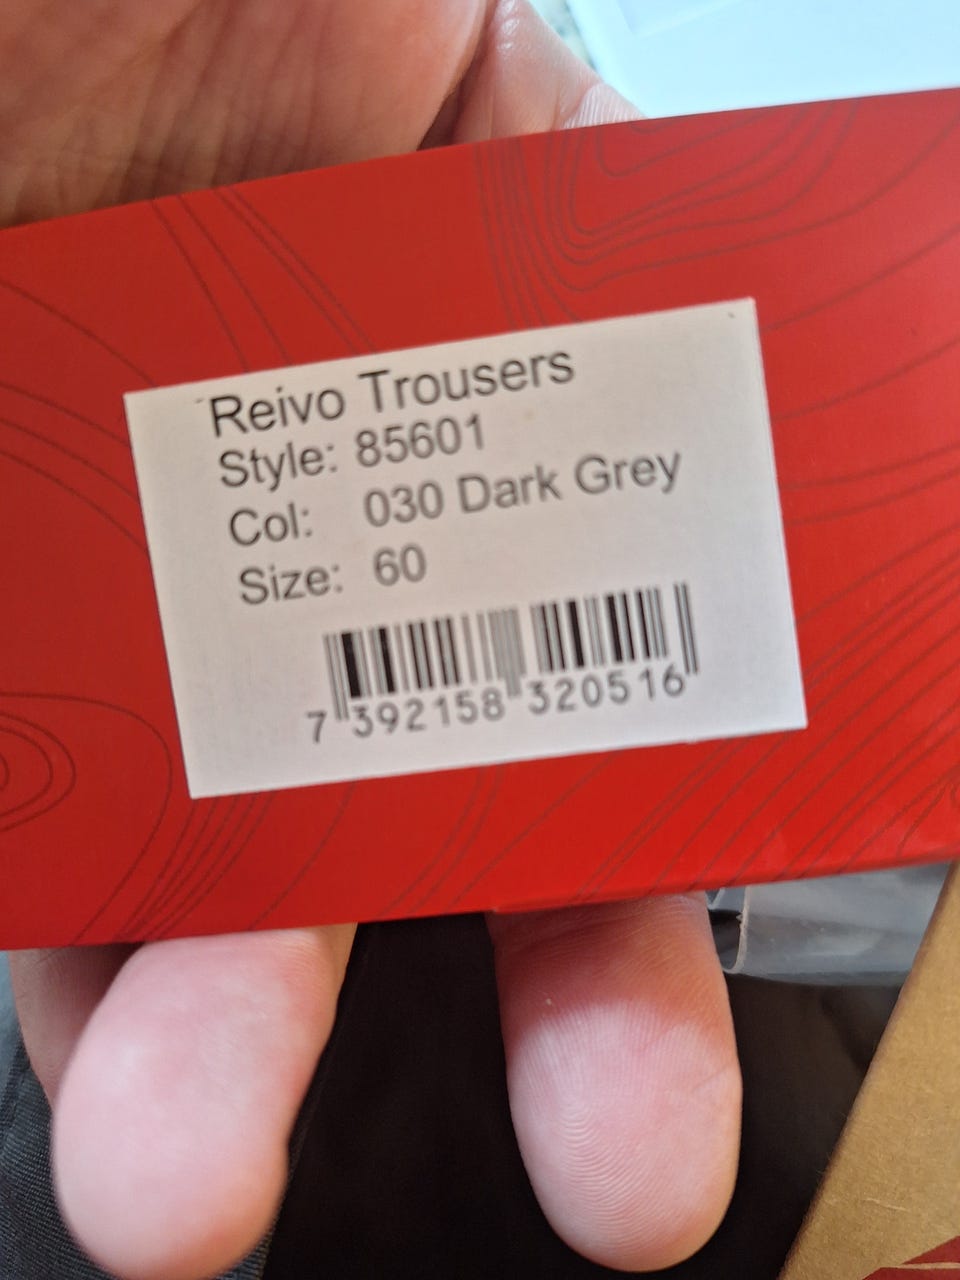 Reivo Trousers
Style: 85601
Col: 030 Dark Grey
Size: 60
7 392158 320516